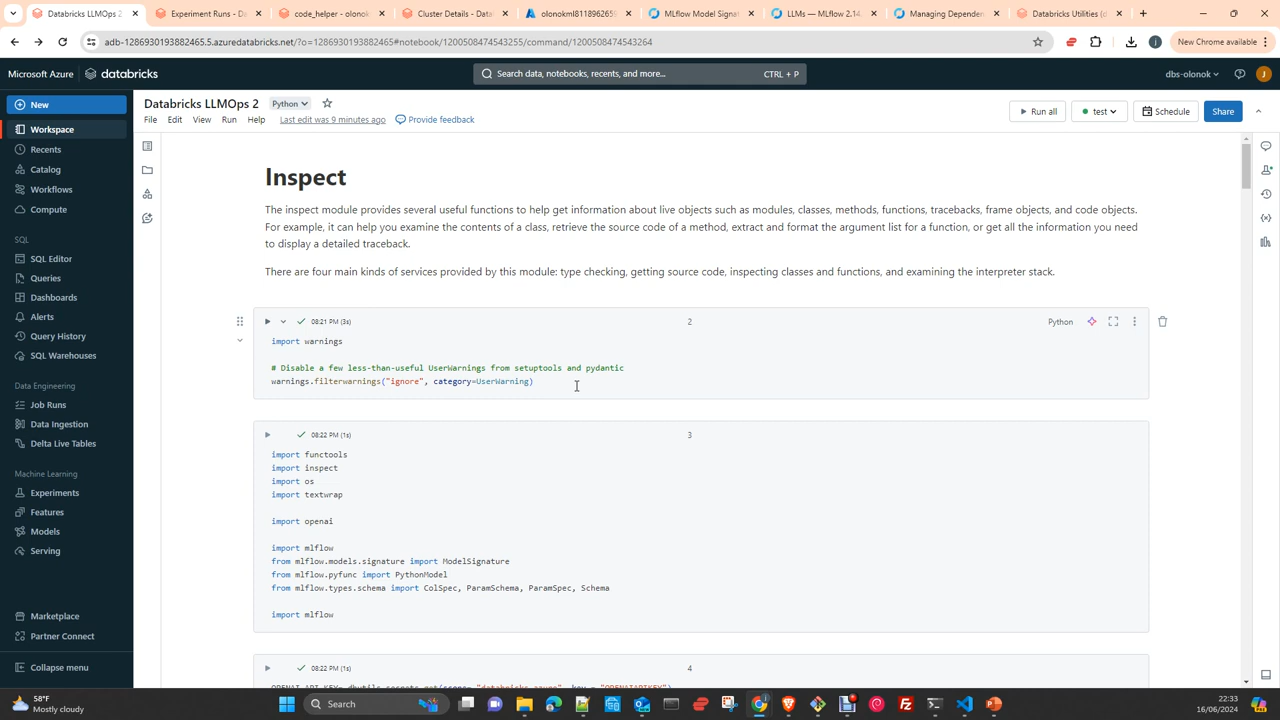 Databricks LLMOps 2
Experiment Runs - Da
code_helper - olonok
Cluster Details - Data
olonokml8118962659
MLflow Model Signat
LLMs — MLflow 2.14.
Managing Dependen
Databricks Utilities (d
adb-1286930193882465.5.azuredatabricks.net/?o=1286930193882465#notebook/1200508474543255/command/1200508474543264
New Chrome available
Microsoft Azure
databricks
Search data, notebooks, recents, and more...
CTRL + P
dbs-olonok
J
New
Workspace
Recents
Catalog
Workflows
Compute
SQL
SQL Editor
Queries
Dashboards
Alerts
Query History
SQL Warehouses
Data Engineering
Job Runs
Data Ingestion
Delta Live Tables
Machine Learning
Experiments
Features
Models
Serving
Marketplace
Partner Connect
Collapse menu
Databricks LLMOps 2
Python
File Edit View Run Help
Last edit was 9 minutes ago
Provide feedback
Run all
test
Schedule
Share
Inspect
The inspect module provides several useful functions to help get information about live objects such as modules, classes, methods, functions, tracebacks, frame objects, and code objects.
For example, it can help you examine the contents of a class, retrieve the source code of a method, extract and format the argument list for a function, or get all the information you need
to display a detailed traceback.
There are four main kinds of services provided by this module: type checking, getting source code, inspecting classes and functions, and examining the interpreter stack.
08:21 PM (3s)
2
Python
import warnings
# Disable a few less-than-useful UserWarnings from setuptools and pydantic
warnings.filterwarnings("ignore", category=UserWarning)
08:22 PM (1s)
3
import functools
import inspect
import os
import textwrap
import openai
import mlflow
from mlflow.models.signature import ModelSignature
from mlflow.pyfunc import PythonModel
from mlflow.types.schema import ColSpec, ParamSchema, ParamSpec, Schema
import mlflow
08:22 PM (1s)
4
OPENAI_API_KEY= dbutils.secrets.get(scope= "databricks_azure", key = "OPENAIAPIKEY")
58°F
Mostly cloudy
Search
22:33
16/06/2024